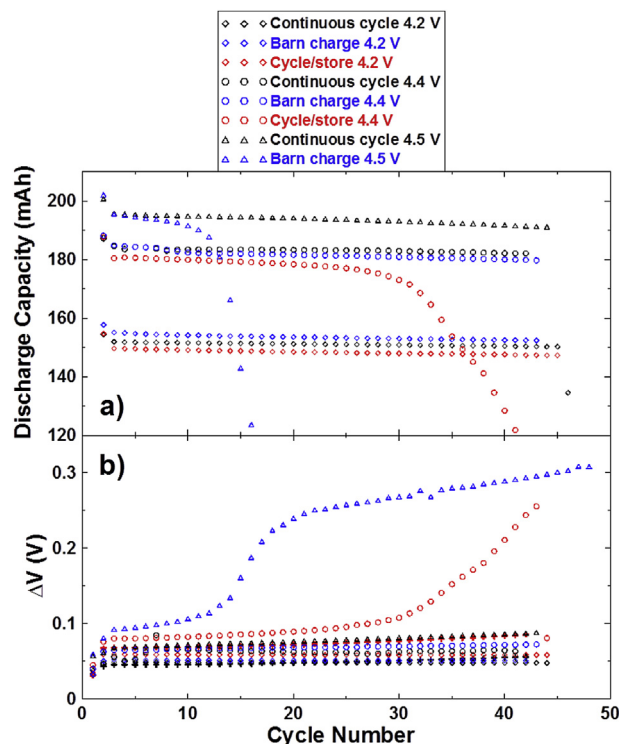 Continuous cycle 4.2 V
Barn charge 4.2 V
Cycle/store 4.2 V
Continuous cycle 4.4 V
Barn charge 4.4 V
Cycle/store 4.4 V
Continuous cycle 4.5 V
Barn charge 4.5 V
200
180
160
140
120
Discharge Capacity (mAh)
a)
b)
0.3
0.2
0.1
0
ΔV (V)
0 10 20 30 40 50
Cycle Number